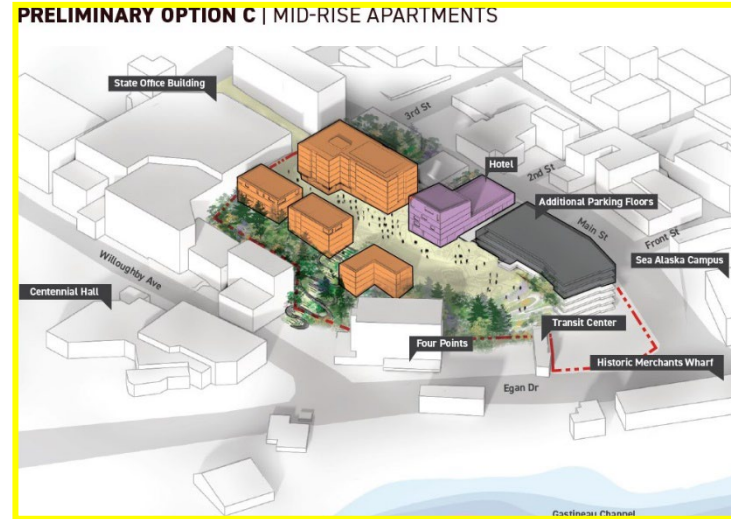 PRELIMINARY OPTION C | MID-RISE APARTMENTS
State Office Building
3rd St
Hotel
2nd St
Additional Parking Floors
Main St
Front St
Sea Alaska Campus
Willoughby Ave
Centennial Hall
Transit Center
Four Points
Historic Merchants Wharf
Egan Dr
Gastineau Channel